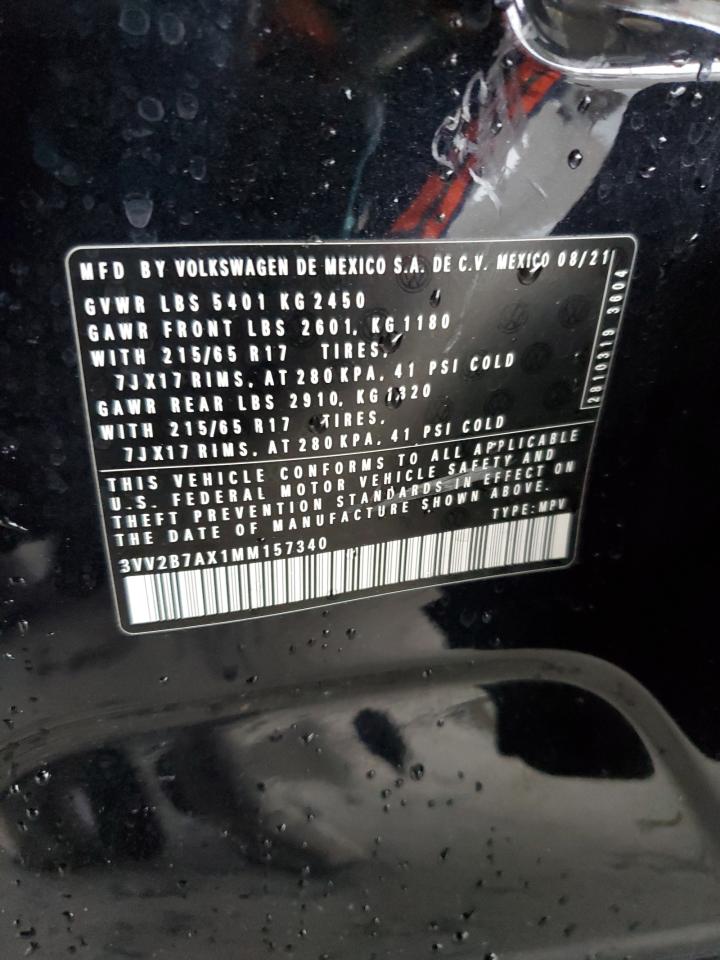 MFD BY VOLKSWAGEN DE MEXICO S.A. DE C.V. MEXICO 08/21
GVWR LBS 5401 KG 2450
GAWR FRONT LBS 2601, KG 1180
WITH 215/65 R17 TIRES,
7JX17 RIMS, AT 280 KPA, 41 PSI COLD
GAWR REAR LBS 2910, KG 1320
WITH 215/65 R17 TIRES,
7JX17 RIMS, AT 280 KPA, 41 PSI COLD
2810319 3604
THIS VEHICLE CONFORMS TO ALL APPLICABLE
U.S. FEDERAL MOTOR VEHICLE SAFETY AND
THEFT PREVENTION STANDARDS IN EFFECT ON
THE DATE OF MANUFACTURE SHOWN ABOVE.
3VV2B7AX1MM157340 TYPE: MPV